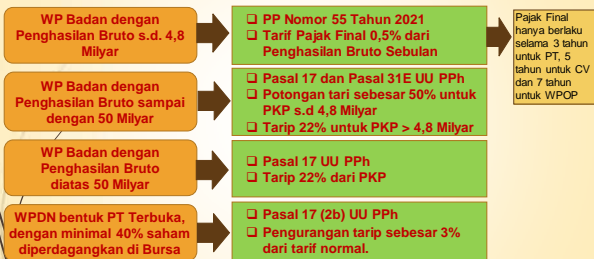 WP Badan dengan
Penghasilan Bruto s.d. 4,8
Milyar
❑ PP Nomor 55 Tahun 2021
❑ Tarif Pajak Final 0,5% dari
Penghasilan Bruto Sebulan
Pajak Final
hanya berlaku
selama 3 tahun
untuk PT, 5
tahun untuk CV
dan 7 tahun
untuk WPOP
WP Badan dengan
Penghasilan Bruto sampai
dengan 50 Milyar
❑ Pasal 17 dan Pasal 31E UU PPh
❑ Potongan tari sebesar 50% untuk
PKP s.d 4,8 Milyar
❑ Tarip 22% untuk PKP > 4,8 Milyar
WP Badan dengan
Penghasilan Bruto
diatas 50 Milyar
❑ Pasal 17 UU PPh
❑ Tarip 22% dari PKP
WPDN bentuk PT Terbuka,
dengan minimal 40% saham
diperdagangkan di Bursa
❑ Pasal 17 (2b) UU PPh
❑ Pengurangan tarip sebesar 3%
dari tarif normal.